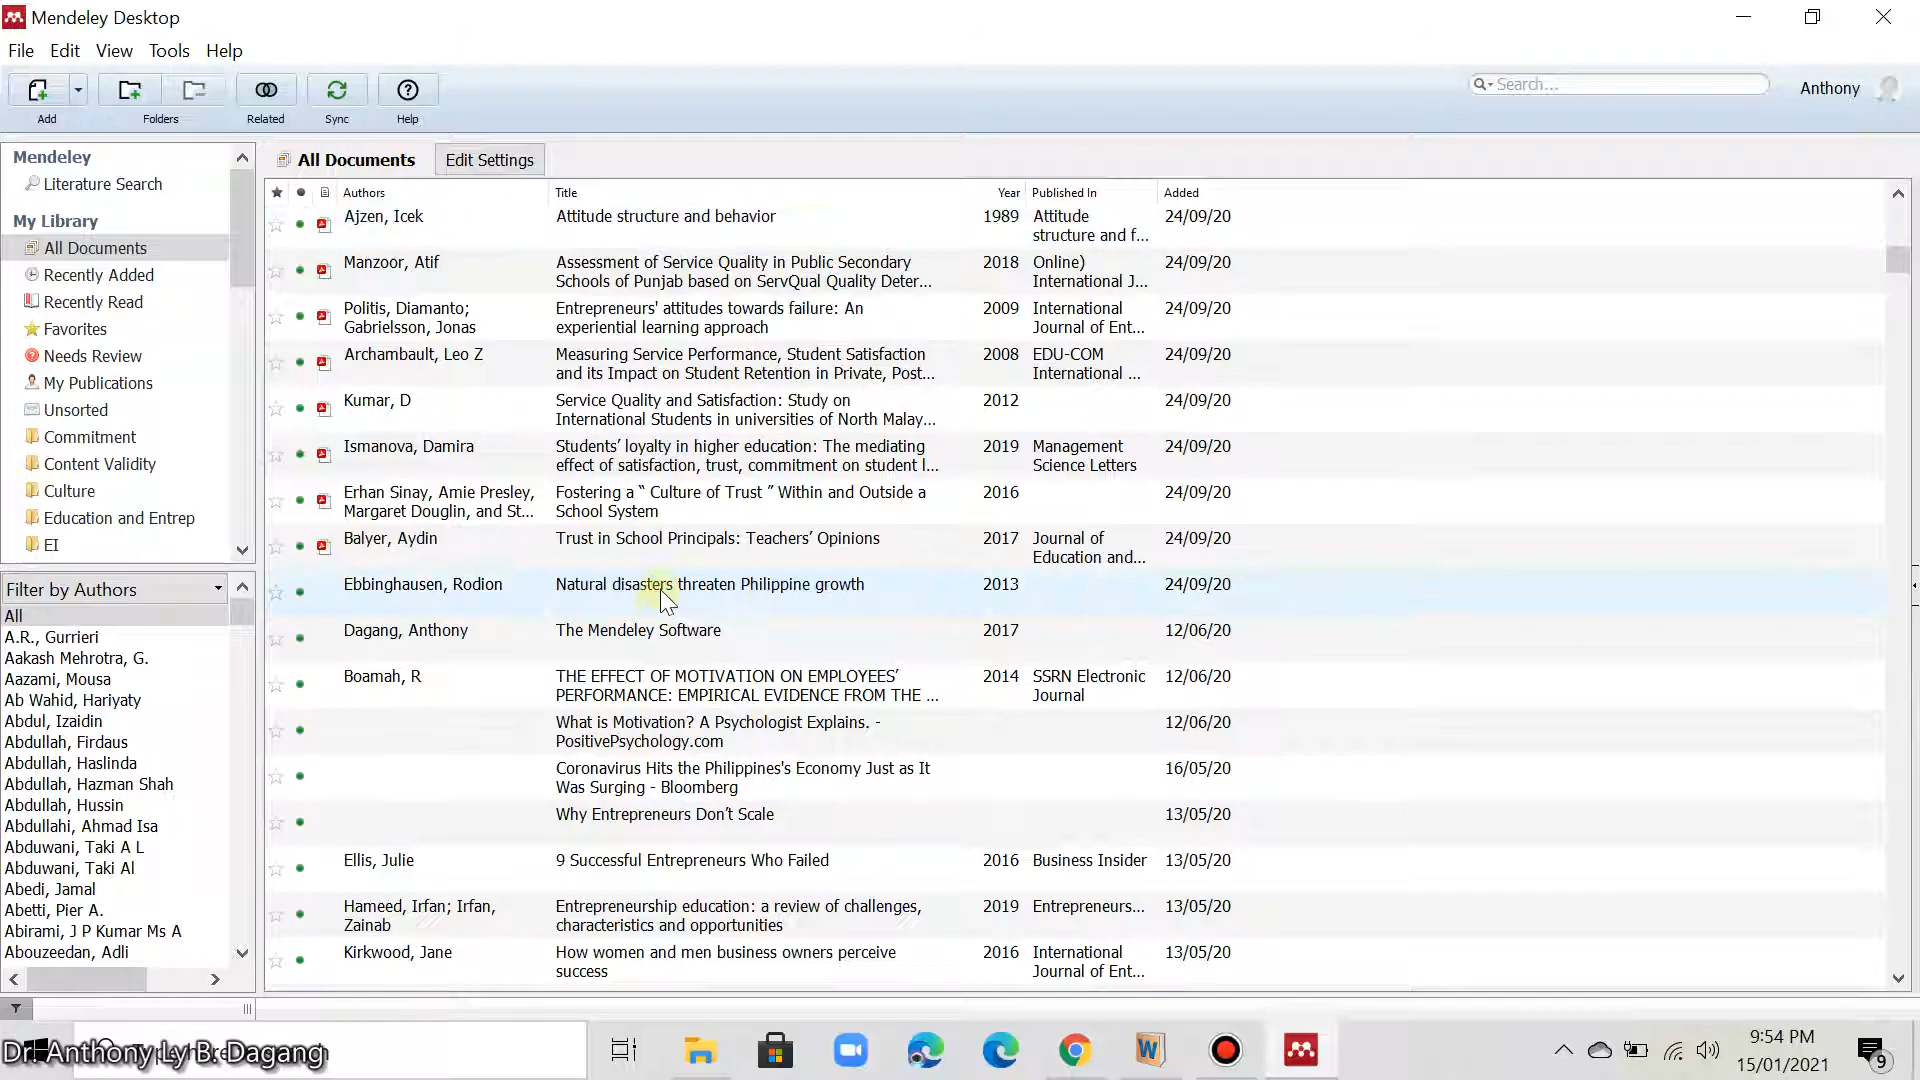 Mendeley Desktop
File Edit View Tools Help
Add Folders Related Sync Help
Search...
Anthony
Mendeley
Literature Search
My Library
All Documents
Recently Added
Recently Read
Favorites
Needs Review
My Publications
Unsorted
Commitment
Content Validity
Culture
Education and Entrep
EI
Filter by Authors
All
A.R., Gurrieri
Aakash Mehrotra, G.
Aazami, Mousa
Ab Wahid, Hariyaty
Abdul, Izaidin
Abdullah, Firdaus
Abdullah, Haslinda
Abdullah, Hazman Shah
Abdullah, Hussin
Abdullahi, Ahmad Isa
Abduwani, Taki A L
Abduwani, Taki Al
Abedi, Jamal
Abetti, Pier A.
Abirami, J P Kumar Ms A
Abouzeedan, Adli
All Documents Edit Settings
Authors Title Year Published In Added
Ajzen, Icek Attitude structure and behavior 1989 Attitude 24/09/20
structure and f...
Manzoor, Atif Assessment of Service Quality in Public Secondary 2018 Online) 24/09/20
Schools of Punjab based on ServQual Quality Deter... International J...
Politis, Diamanto; Entrepreneurs' attitudes towards failure: An 2009 International 24/09/20
Gabrielsson, Jonas experiential learning approach Journal of Ent...
Archambault, Leo Z Measuring Service Performance, Student Satisfaction 2008 EDU-COM 24/09/20
and its Impact on Student Retention in Private, Post... International ...
Kumar, D Service Quality and Satisfaction: Study on 2012 24/09/20
International Students in universities of North Malay...
Ismanova, Damira Students’ loyalty in higher education: The mediating 2019 Management 24/09/20
effect of satisfaction, trust, commitment on student l... Science Letters
Erhan Sinay, Amie Presley, Fostering a “ Culture of Trust ” Within and Outside a 2016 24/09/20
Margaret Douglin, and St... School System
Balyer, Aydin Trust in School Principals: Teachers’ Opinions 2017 Journal of 24/09/20
Education and...
Ebbinghausen, Rodion Natural disasters threaten Philippine growth 2013 24/09/20
Dagang, Anthony The Mendeley Software 2017 12/06/20
Boamah, R THE EFFECT OF MOTIVATION ON EMPLOYEES’ 2014 SSRN Electronic 12/06/20
PERFORMANCE: EMPIRICAL EVIDENCE FROM THE ... Journal
What is Motivation? A Psychologist Explains. - 12/06/20
PositivePsychology.com
Coronavirus Hits the Philippines's Economy Just as It 16/05/20
Was Surging - Bloomberg
Why Entrepreneurs Don’t Scale 13/05/20
Ellis, Julie 9 Successful Entrepreneurs Who Failed 2016 Business Insider 13/05/20
Hameed, Irfan; Irfan, Entrepreneurship education: a review of challenges, 2019 Entrepreneurs... 13/05/20
Zainab characteristics and opportunities
Kirkwood, Jane How women and men business owners perceive 2016 International 13/05/20
success Journal of Ent...
Dr. Anthony Ly B. Dagang
9:54 PM
15/01/2021
9